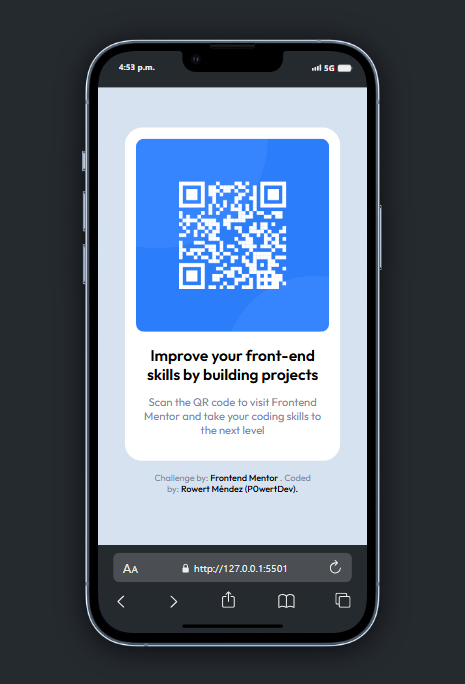 4:53 p.m.
5G
Improve your front-end
skills by building projects
Scan the QR code to visit Frontend
Mentor and take your coding skills to
the next level
Challenge by: Frontend Mentor . Coded
by: Rowert Méndez (P0wertDev).
AA
http://127.0.0.1:5501